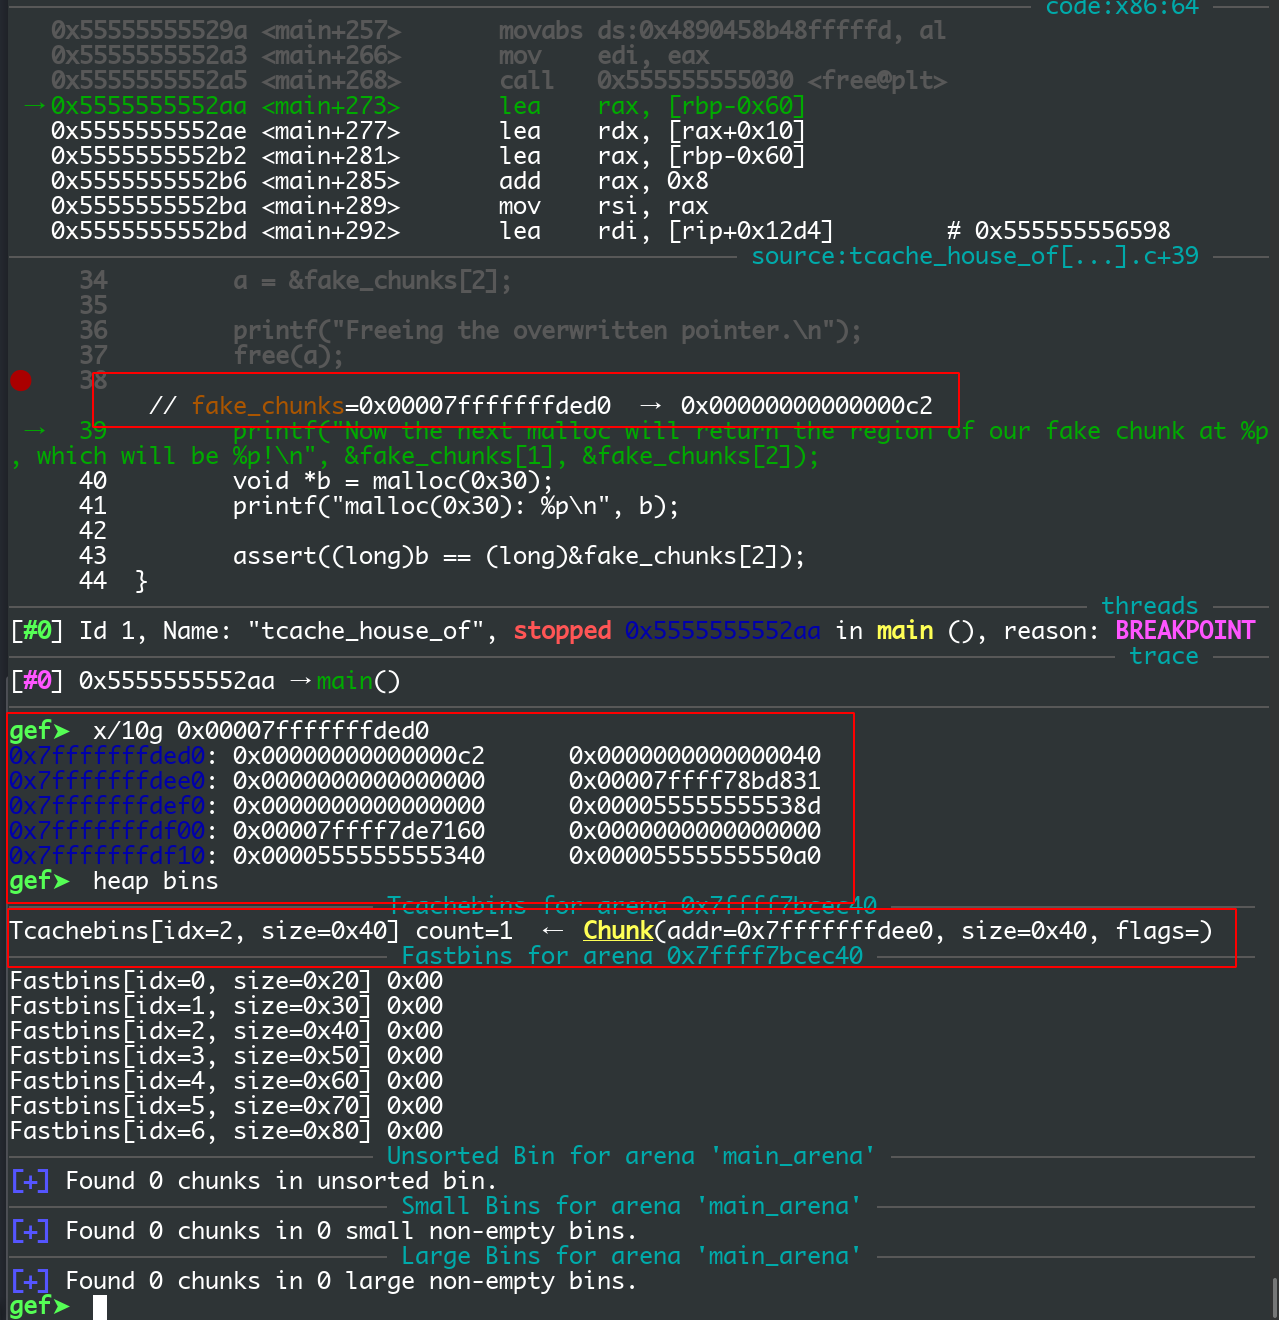 code:x86:64
0x55555555529a <main+257>       movabs ds:0x4890458b48fffffd, al
0x5555555552a3 <main+266>       mov    edi, eax
0x5555555552a5 <main+268>       call   0x555555555030 <free@plt>
→ 0x5555555552aa <main+273>       lea    rax, [rbp-0x60]
0x5555555552ae <main+277>       lea    rdx, [rax+0x10]
0x5555555552b2 <main+281>       lea    rax, [rbp-0x60]
0x5555555552b6 <main+285>       add    rax, 0x8
0x5555555552ba <main+289>       mov    rsi, rax
0x5555555552bd <main+292>       lea    rdi, [rip+0x12d4]        # 0x555555556598
source:tcache_house_of[...].c+39
34         a = &fake_chunks[2];
35
36         printf("Freeing the overwritten pointer.\n");
37         free(a);
38
// fake_chunks=0x00007fffffffded0  →  0x00000000000000c2
→ 39         printf("Now the next malloc will return the region of our fake chunk at %p
, which will be %p!\n", &fake_chunks[1], &fake_chunks[2]);
40         void *b = malloc(0x30);
41         printf("malloc(0x30): %p\n", b);
42
43         assert((long)b == (long)&fake_chunks[2]);
44  }
threads
[#0] Id 1, Name: "tcache_house_of", stopped 0x5555555552aa in main (), reason: BREAKPOINT
trace
[#0] 0x5555555552aa → main()
gef➤  x/10g 0x00007fffffffded0
0x7fffffffded0: 0x00000000000000c2      0x0000000000000040
0x7fffffffdee0: 0x0000000000000000      0x00007ffff78bd831
0x7fffffffdef0: 0x0000000000000000      0x000055555555538d
0x7fffffffdf00: 0x00007ffff7de7160      0x0000000000000000
0x7fffffffdf10: 0x0000555555555340      0x00005555555550a0
gef➤  heap bins
Tcachebins for arena 0x7ffff7bcec40
Tcachebins[idx=2, size=0x40] count=1  ←  Chunk(addr=0x7fffffffdee0, size=0x40, flags=)
Fastbins for arena 0x7ffff7bcec40
Fastbins[idx=0, size=0x20] 0x00
Fastbins[idx=1, size=0x30] 0x00
Fastbins[idx=2, size=0x40] 0x00
Fastbins[idx=3, size=0x50] 0x00
Fastbins[idx=4, size=0x60] 0x00
Fastbins[idx=5, size=0x70] 0x00
Fastbins[idx=6, size=0x80] 0x00
Unsorted Bin for arena 'main_arena'
[+] Found 0 chunks in unsorted bin.
Small Bins for arena 'main_arena'
[+] Found 0 chunks in 0 small non-empty bins.
Large Bins for arena 'main_arena'
[+] Found 0 chunks in 0 large non-empty bins.
gef➤